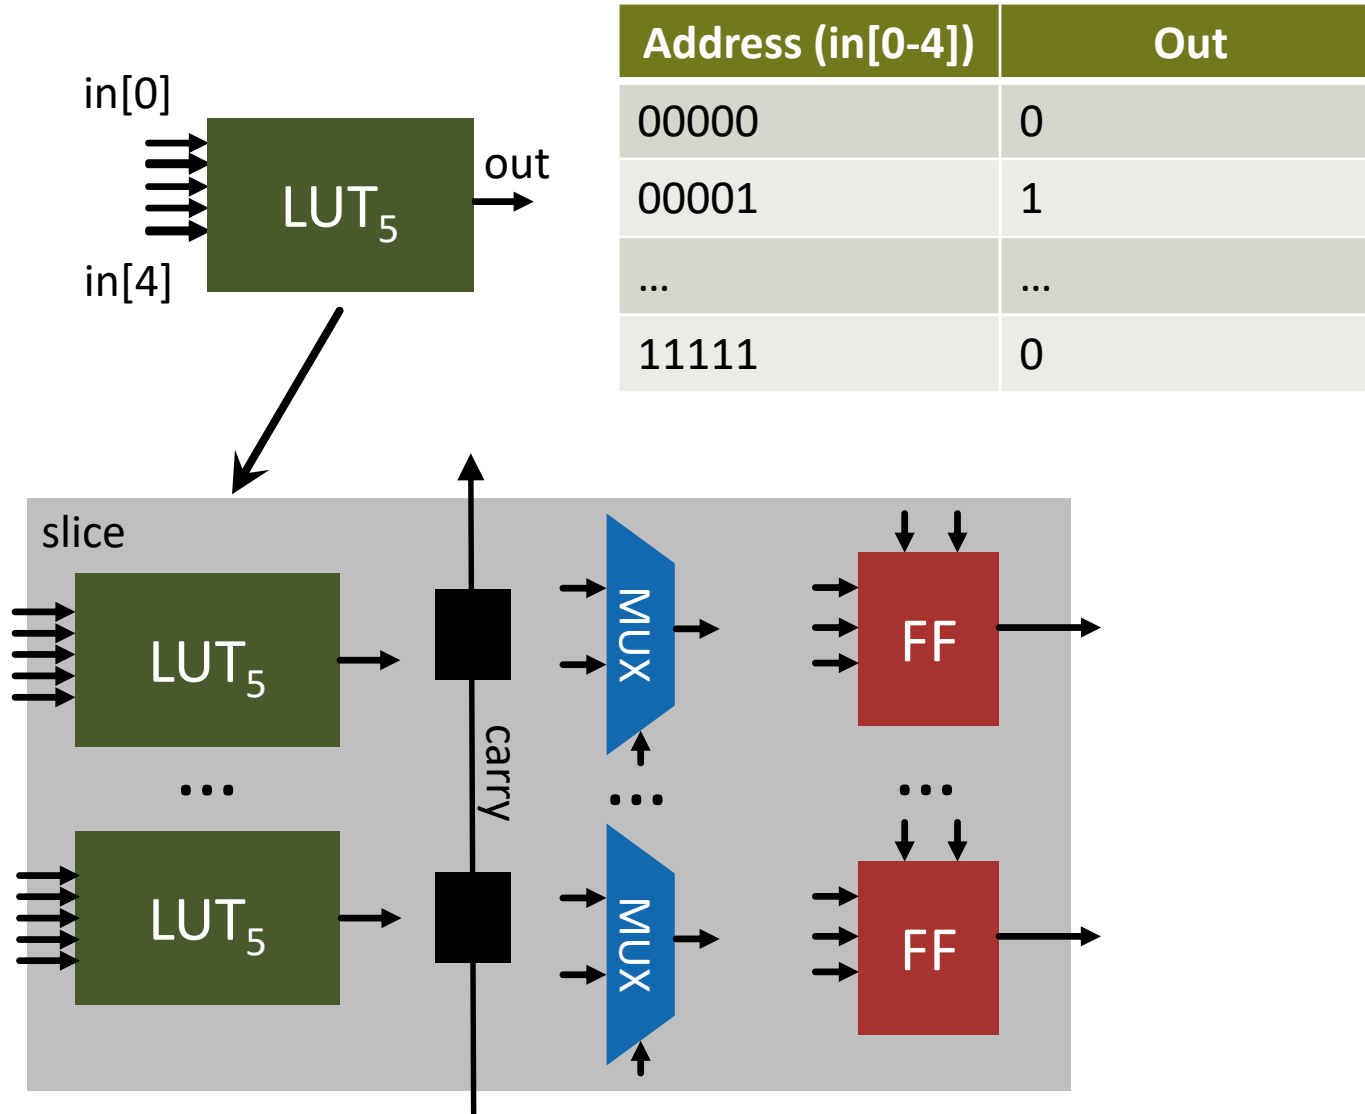 in[0]
LUT5
out
in[4]
Address (in[0-4]) Out
00000 0
00001 1
... ...
11111 0
slice
LUT5
MUX
FF
...
carry
...
...
LUT5
MUX
FF